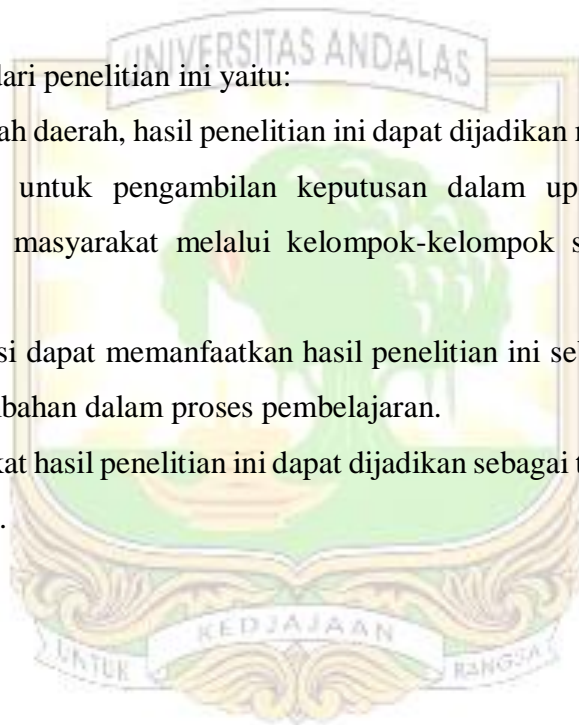 UNIVERSITAS ANDALAS
dari penelitian ini yaitu:
ah daerah, hasil penelitian ini dapat dijadikan
untuk pengambilan keputusan dalam up
masyarakat melalui kelompok-kelompok s
si dapat memanfaatkan hasil penelitian ini se
bahan dalam proses pembelajaran.
kat hasil penelitian ini dapat dijadikan sebagai t
KEDJAJAAN
UNTUK BANGSA